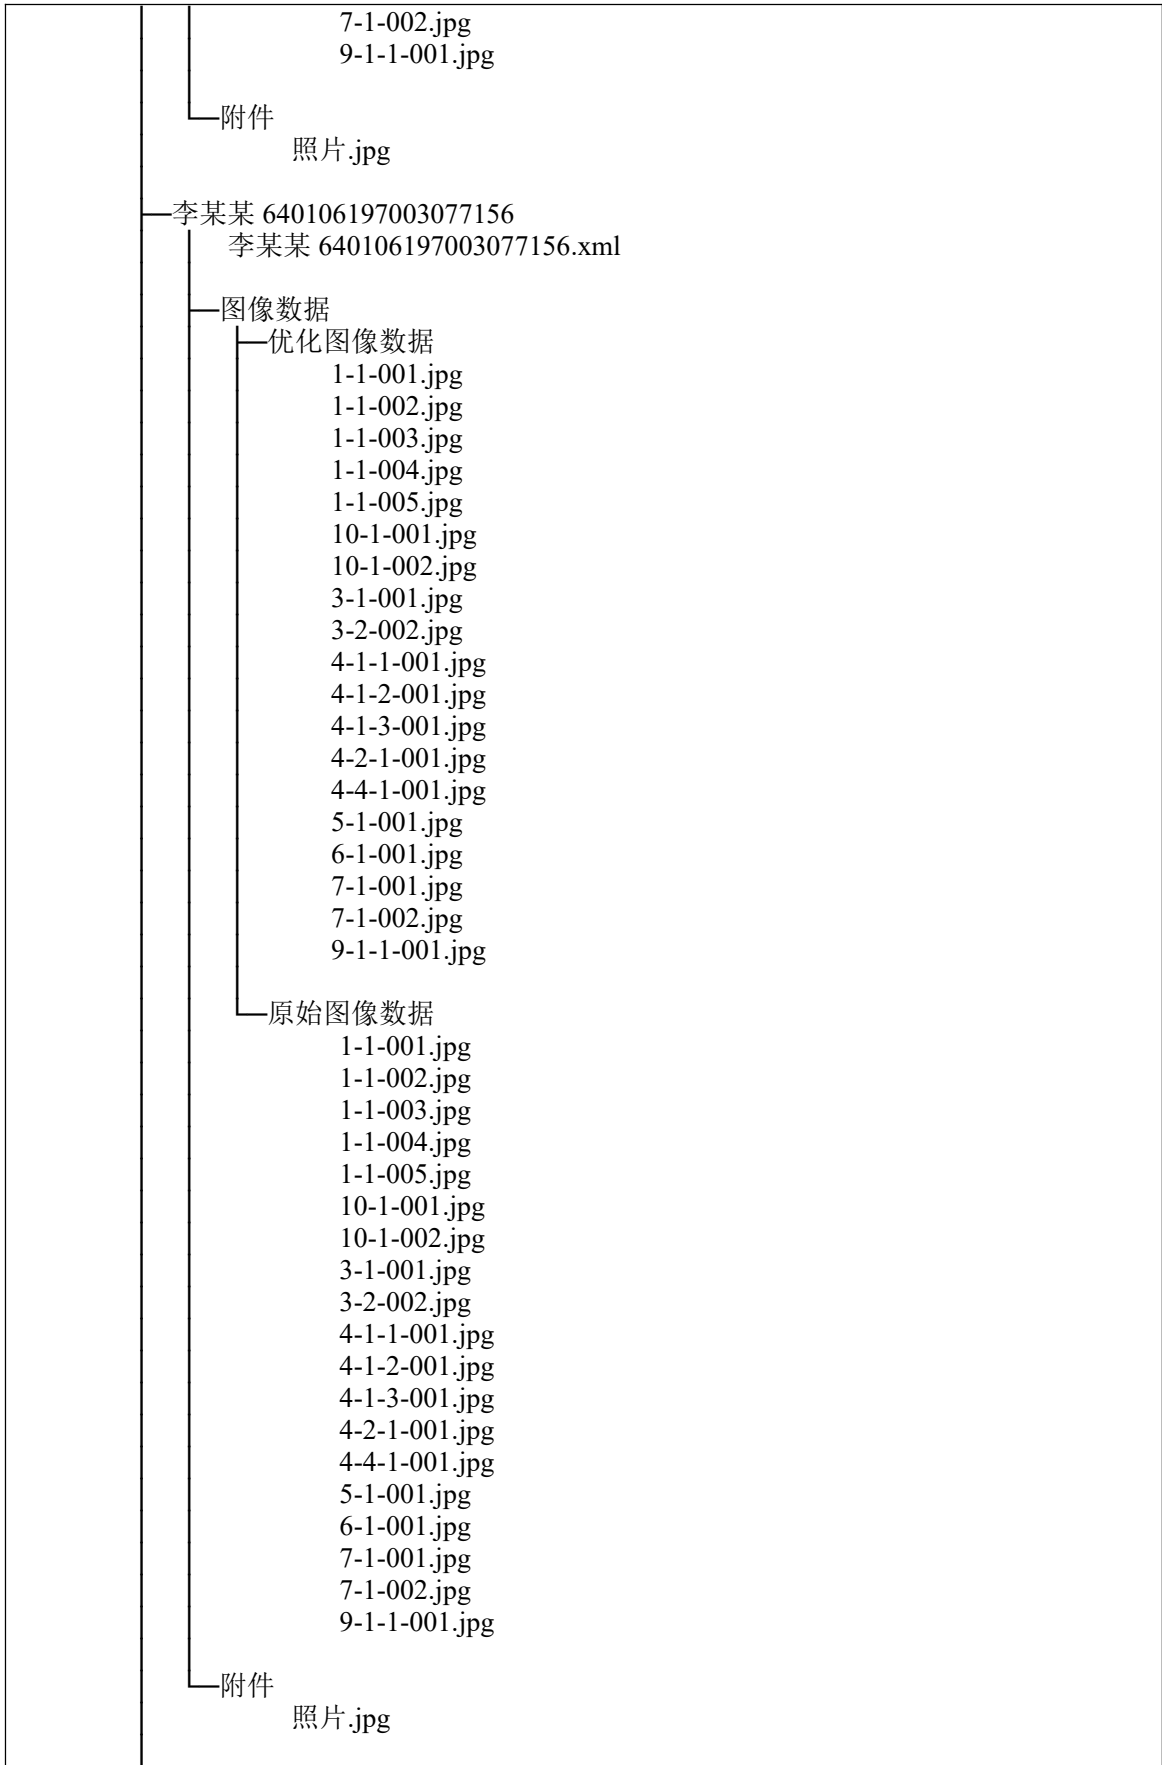 7-1-002.jpg
9-1-1-001.jpg
附件
照片.jpg
李某某 640106197003077156
李某某 640106197003077156.xml
图像数据
优化图像数据
1-1-001.jpg
1-1-002.jpg
1-1-003.jpg
1-1-004.jpg
1-1-005.jpg
10-1-001.jpg
10-1-002.jpg
3-1-001.jpg
3-2-002.jpg
4-1-1-001.jpg
4-1-2-001.jpg
4-1-3-001.jpg
4-2-1-001.jpg
4-4-1-001.jpg
5-1-001.jpg
6-1-001.jpg
7-1-001.jpg
7-1-002.jpg
9-1-1-001.jpg
原始图像数据
1-1-001.jpg
1-1-002.jpg
1-1-003.jpg
1-1-004.jpg
1-1-005.jpg
10-1-001.jpg
10-1-002.jpg
3-1-001.jpg
3-2-002.jpg
4-1-1-001.jpg
4-1-2-001.jpg
4-1-3-001.jpg
4-2-1-001.jpg
4-4-1-001.jpg
5-1-001.jpg
6-1-001.jpg
7-1-001.jpg
7-1-002.jpg
9-1-1-001.jpg
附件
照片.jpg